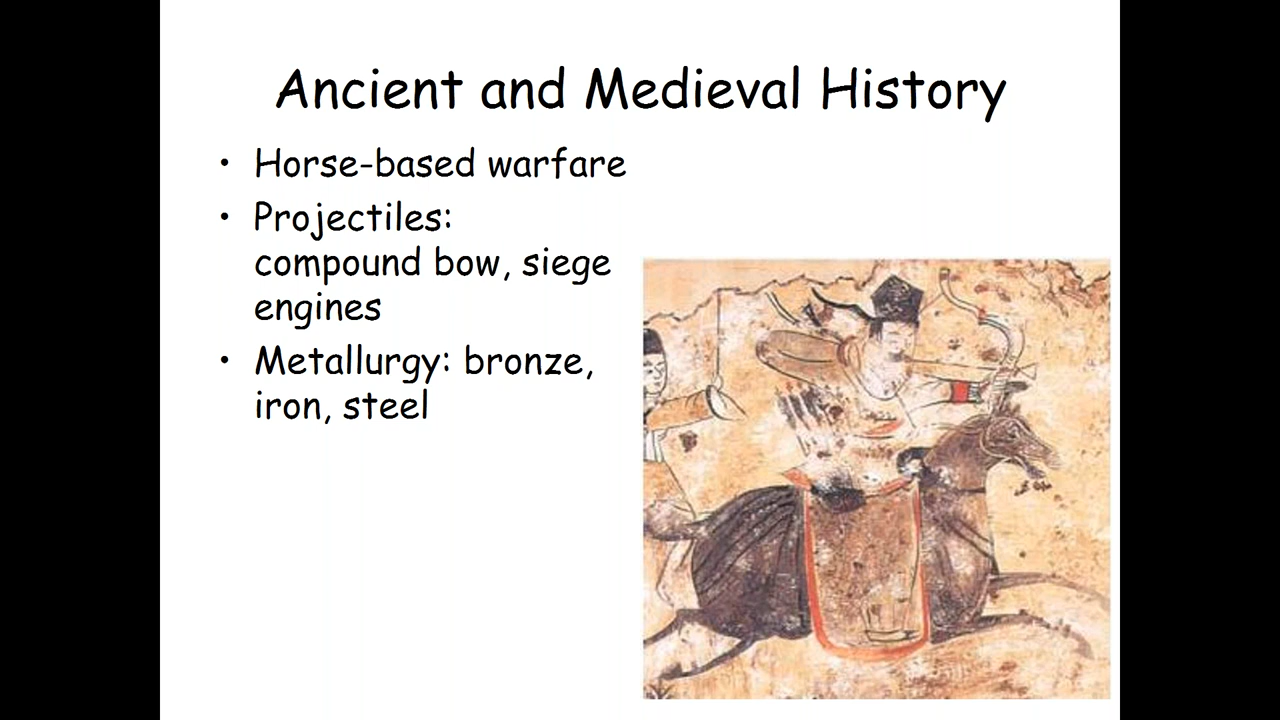 Ancient and Medieval History
• Horse-based warfare
• Projectiles:
compound bow, siege
engines
• Metallurgy: bronze,
iron, steel